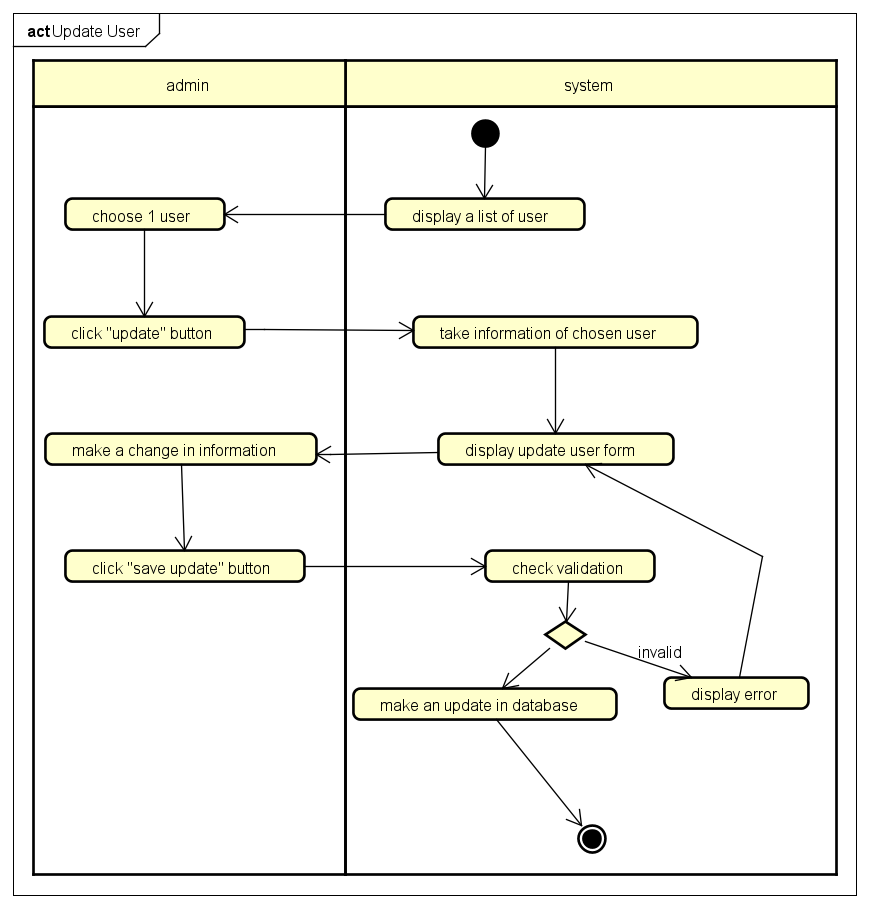 act Update User
admin
system
choose 1 user
display a list of user
click "update" button
take information of chosen user
make a change in information
display update user form
click "save update" button
check validation
invalid
display error
make an update in database